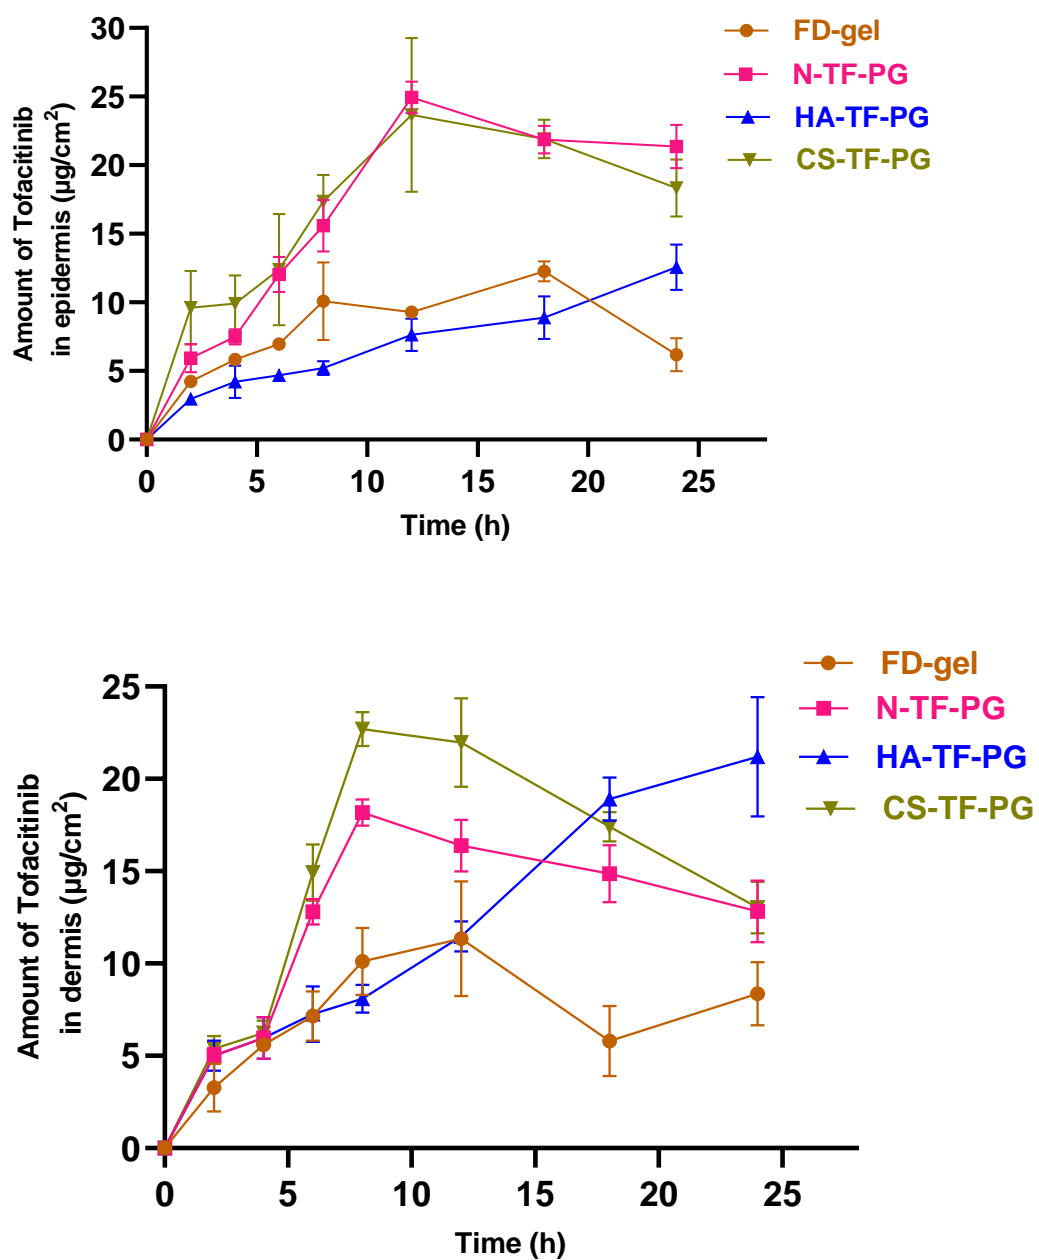 FD-gel
N-TF-PG
HA-TF-PG
CS-TF-PG
Amount of Tofacitinib
in epidermis (µg/cm²)
30
25
20
15
10
5
0
0 5 10 15 20 25
Time (h)
FD-gel
N-TF-PG
HA-TF-PG
CS-TF-PG
Amount of Tofacitinib
in dermis (µg/cm²)
25
20
15
10
5
0
0 5 10 15 20 25
Time (h)